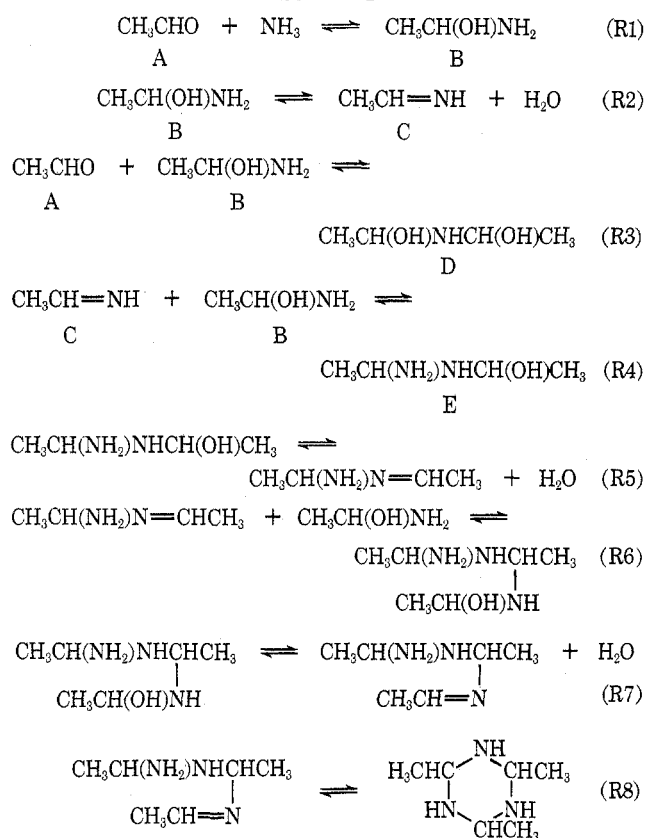 CH₃CHO + NH₃ ⇌ CH₃CH(OH)NH₂ (R1)
A B
CH₃CH(OH)NH₂ ⇌ CH₃CH=NH + H₂O (R2)
B C
CH₃CHO + CH₃CH(OH)NH₂ ⇌
A B
CH₃CH(OH)NHCH(OH)CH₃ (R3)
D
CH₃CH=NH + CH₃CH(OH)NH₂ ⇌
C B
CH₃CH(NH₂)NHCH(OH)CH₃ (R4)
E
CH₃CH(NH₂)NHCH(OH)CH₃ ⇌
CH₃CH(NH₂)N=CHCH₃ + H₂O (R5)
CH₃CH(NH₂)N=CHCH₃ + CH₃CH(OH)NH₂ ⇌
CH₃CH(NH₂)NHCHCH₃ (R6)
CH₃CH(OH)NH
CH₃CH(NH₂)NHCHCH₃ ⇌ CH₃CH(NH₂)NHCHCH₃ + H₂O
CH₃CH(OH)NH CH₃CH=N (R7)
NH
CH₃CH(NH₂)NHCHCH₃ ⇌ H₃CHC CHCH₃ (R8)
CH₃CH=N HN NH
CHCH₃